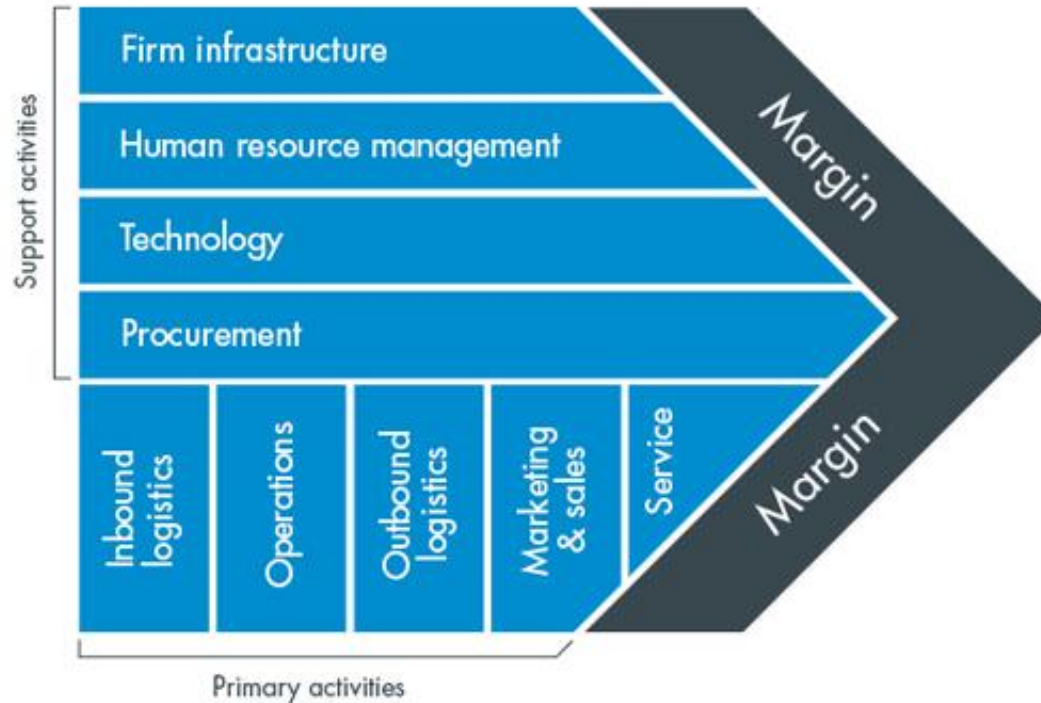 Support activities
Firm infrastructure
Human resource management
Technology
Procurement
Inbound
logistics
Operations
Outbound
logistics
Marketing
& sales
Service
Margin
Margin
Primary activities